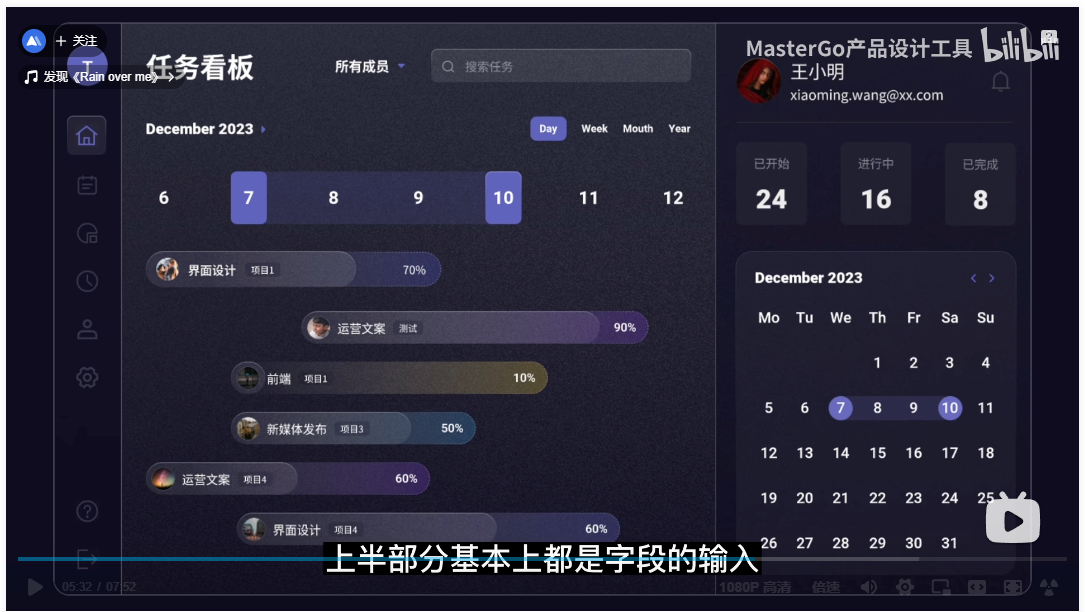 关注
T
任务看板
发现《Rain over me》
所有成员
搜索任务
MasterGo产品设计工具 bilibili
王小明
xiaoming.wang@xx.com
December 2023
Day Week Mouth Year
6 7 8 9 10 11 12
已开始 进行中 已完成
24 16 8
界面设计 项目1 70%
运营文案 测试 90%
前端 项目1 10%
新媒体发布 项目3 50%
运营文案 项目4 60%
界面设计 项目4 60%
December 2023
Mo Tu We Th Fr Sa Su
1 2 3 4
5 6 7 8 9 10 11
12 13 14 15 16 17 18
19 20 21 22 23 24 25
26 27 28 29 30 31
上半部分基本上都是字段的输入
05:32 / 07:52
1080P 高清 倍速